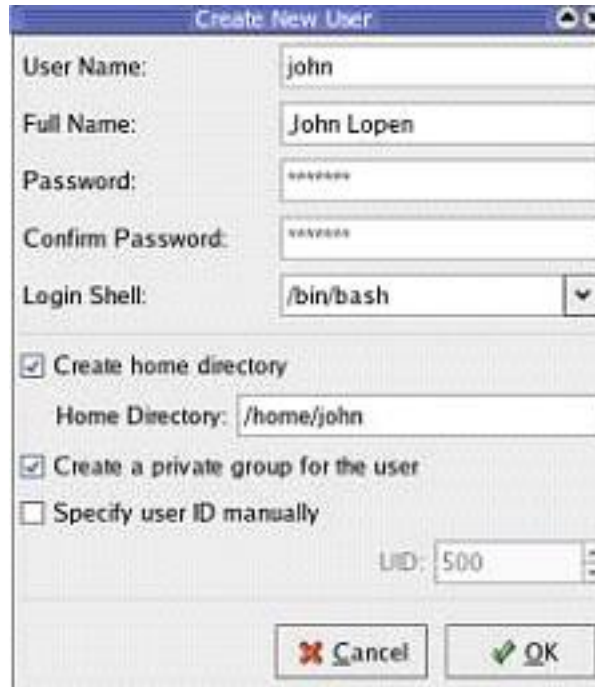 Create New User
User Name: john
Full Name: John Lopen
Password: *******
Confirm Password: *******
Login Shell: /bin/bash
Create home directory
Home Directory: /home/john
Create a private group for the user
Specify user ID manually
UID: 500
Cancel OK